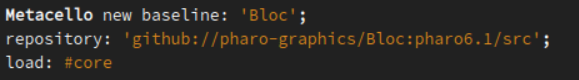 Metacello new baseline: 'Bloc';
repository: 'github://pharo-graphics/Bloc:pharo6.1/src';
load: #core